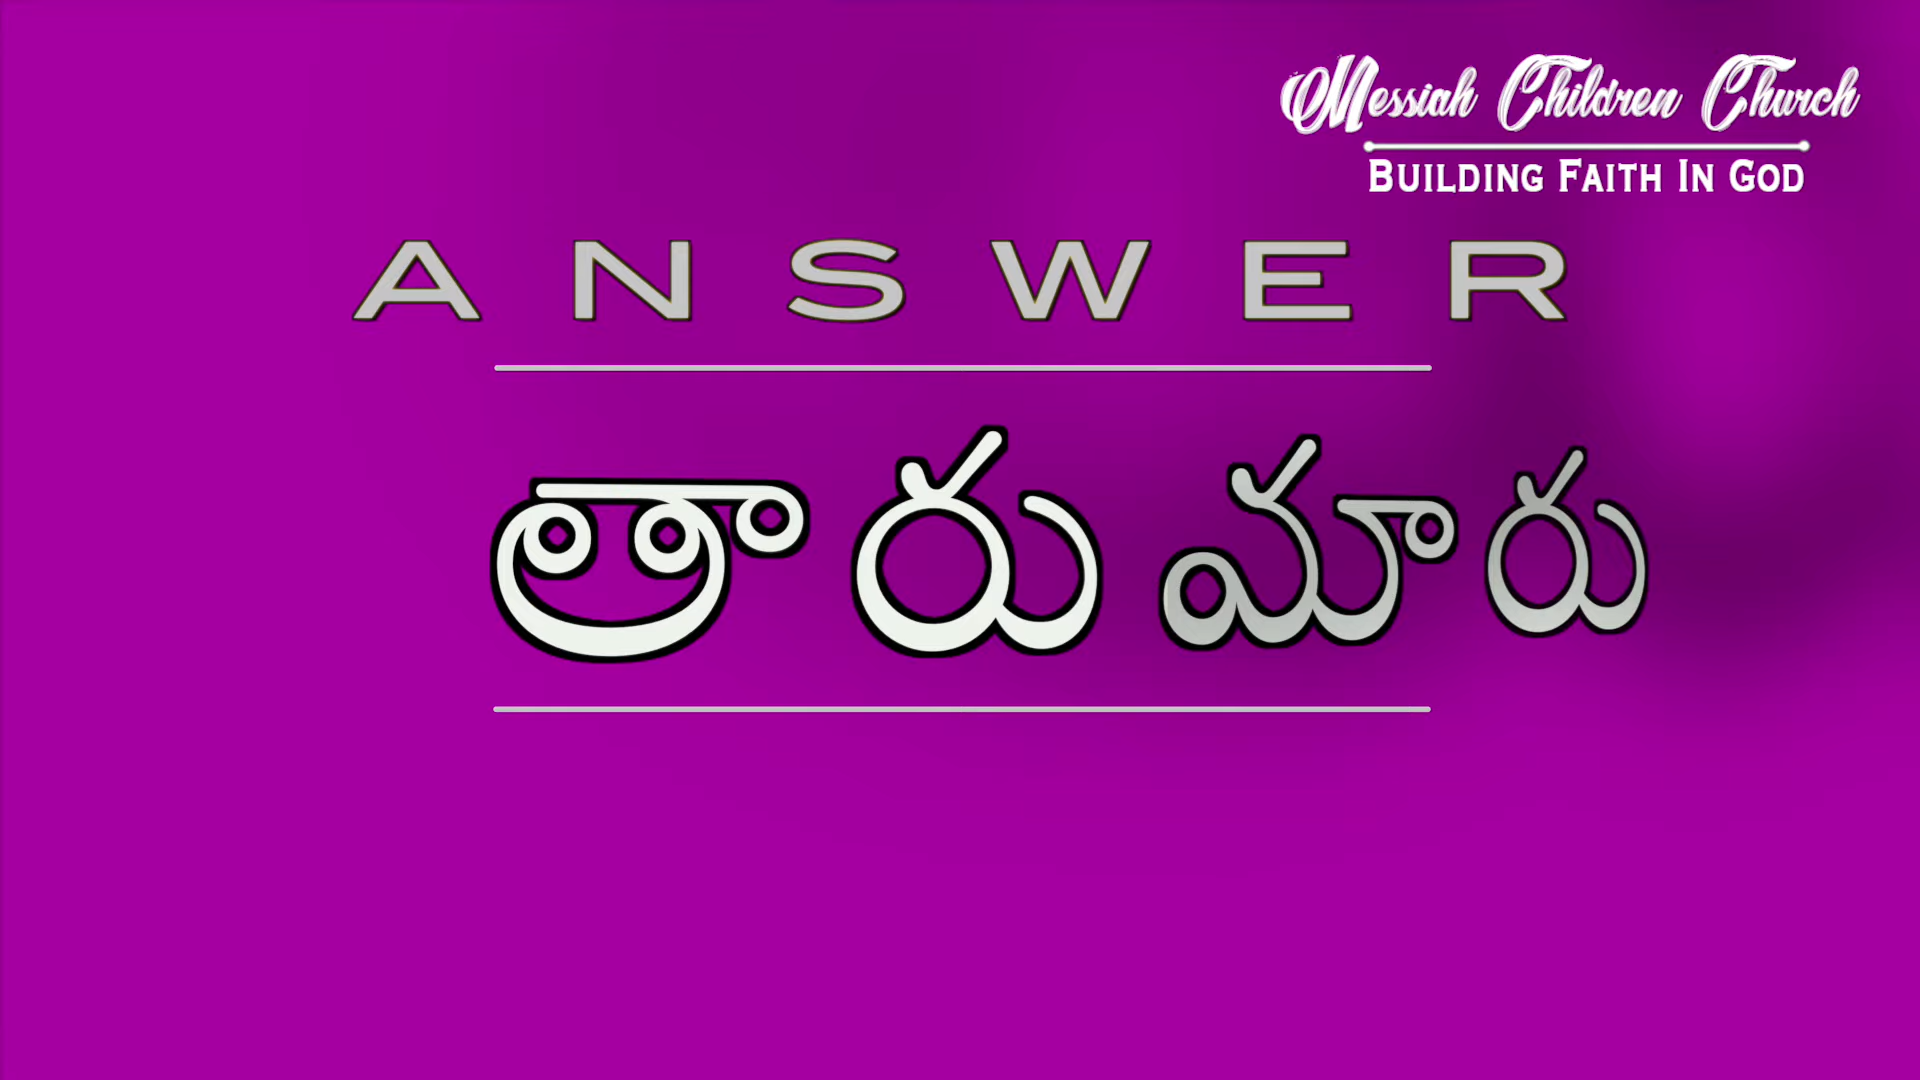 Messiah Children Church
BUILDING FAITH IN GOD
ANSWER
తారుమారు